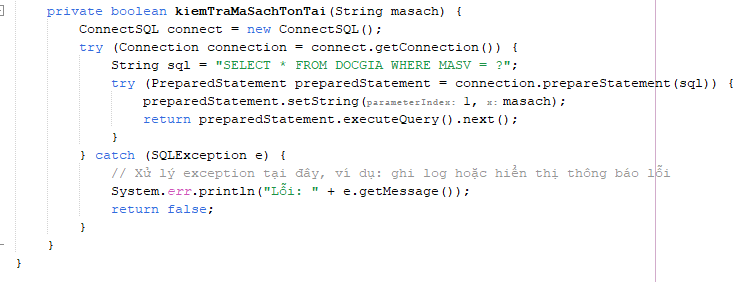 private boolean kiemTraMaSachTonTai(String masach) {
ConnectSQL connect = new ConnectSQL();
try (Connection connection = connect.getConnection()) {
String sql = "SELECT * FROM DOCGIA WHERE MASV = ?";
try (PreparedStatement preparedStatement = connection.prepareStatement(sql)) {
preparedStatement.setString(parameterIndex: 1, x: masach);
return preparedStatement.executeQuery().next();
}
} catch (SQLException e) {
// Xử lý exception tại đây, ví dụ: ghi log hoặc hiển thị thông báo lỗi
System.err.println("Lỗi: " + e.getMessage());
return false;
}
}
}